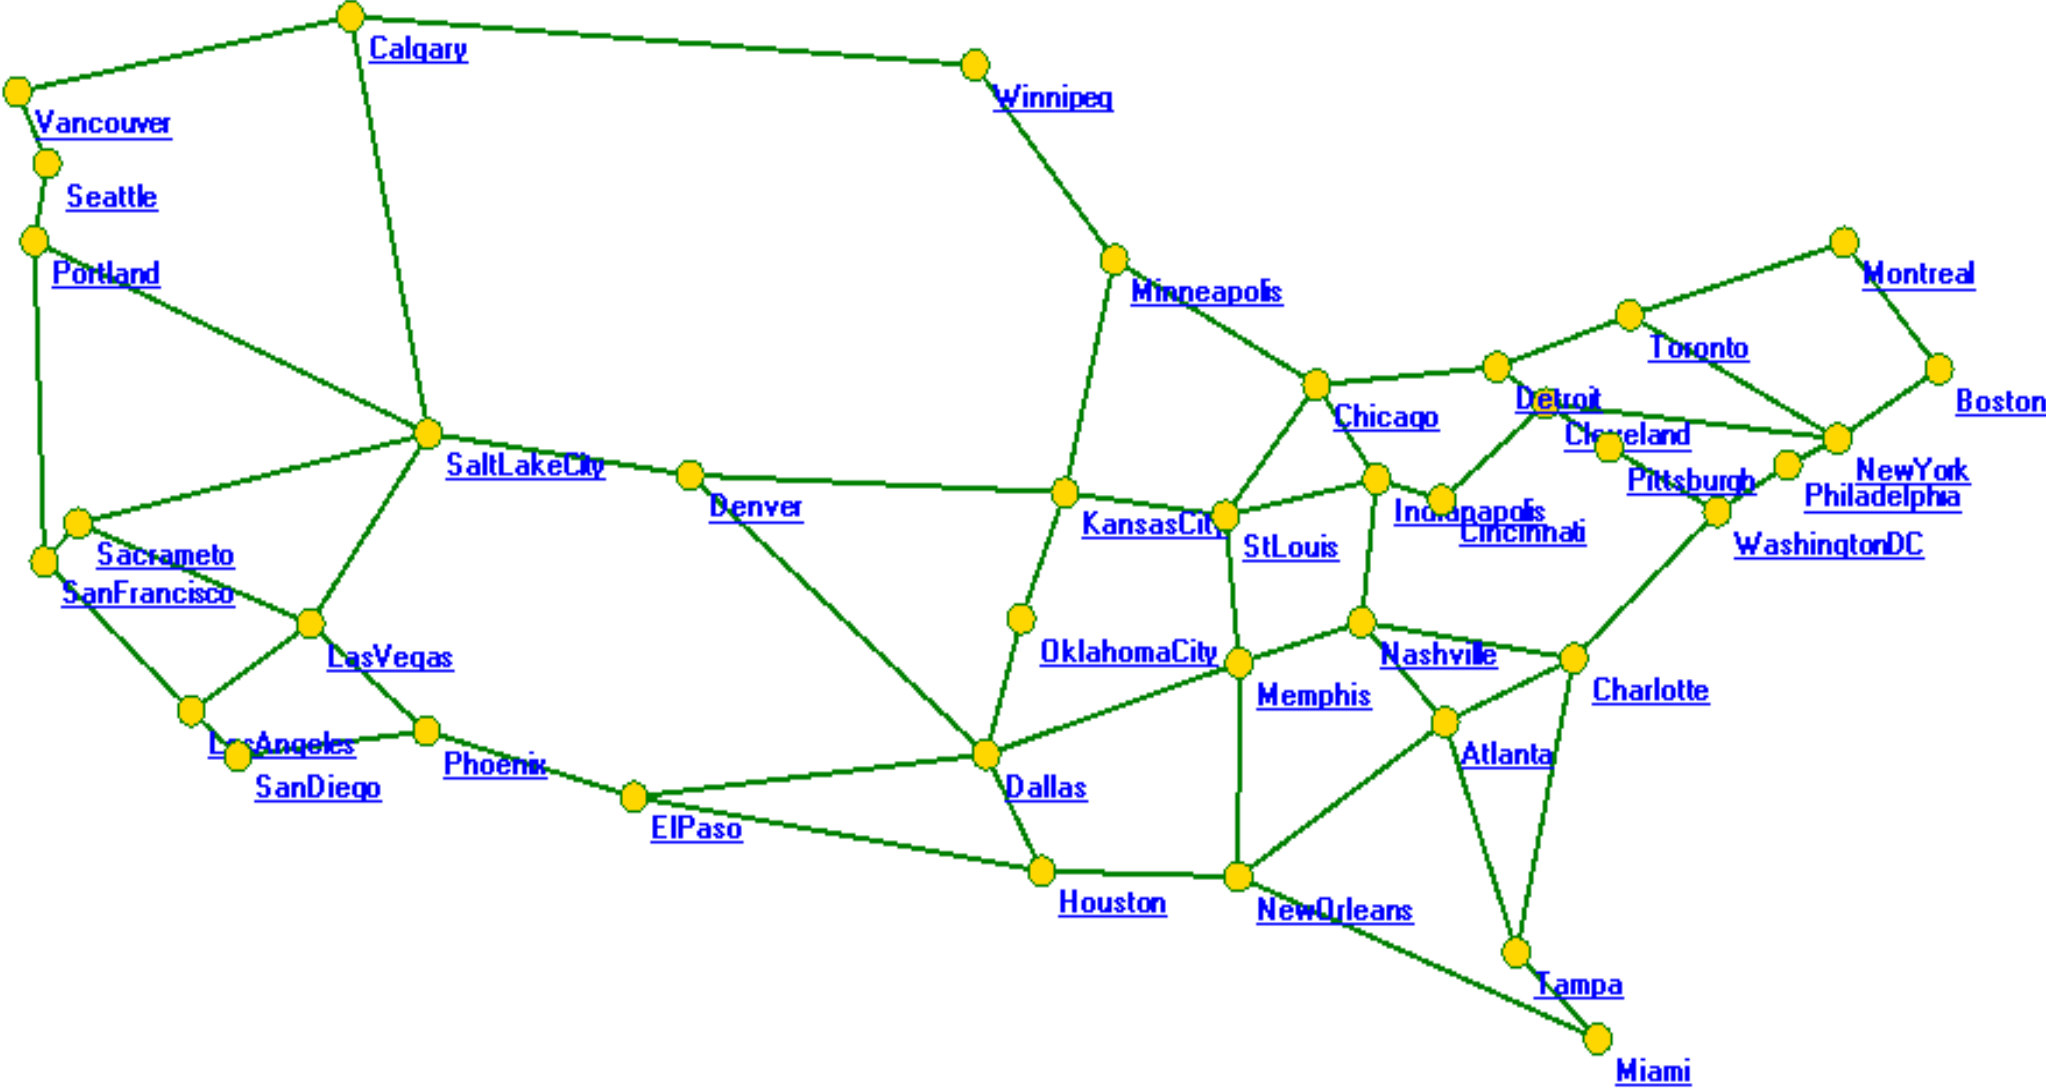 Calgary
Winnipeg
Vancouver
Seattle
Portland
Montreal
Minneapolis
Toronto
Detroit
Boston
Chicago
Cleveland
SaltLakeCity
NewYork
Pittsburgh
Philadelphia
Denver
Indianapolis
KansasCity
Cincinnati
StLouis
WashingtonDC
Sacrameto
SanFrancisco
OklahomaCity
LasVegas
Nashville
Charlotte
Memphis
LosAngeles
Atlanta
Phoenix
SanDiego
Dallas
ElPaso
Houston
NewOrleans
Tampa
Miami